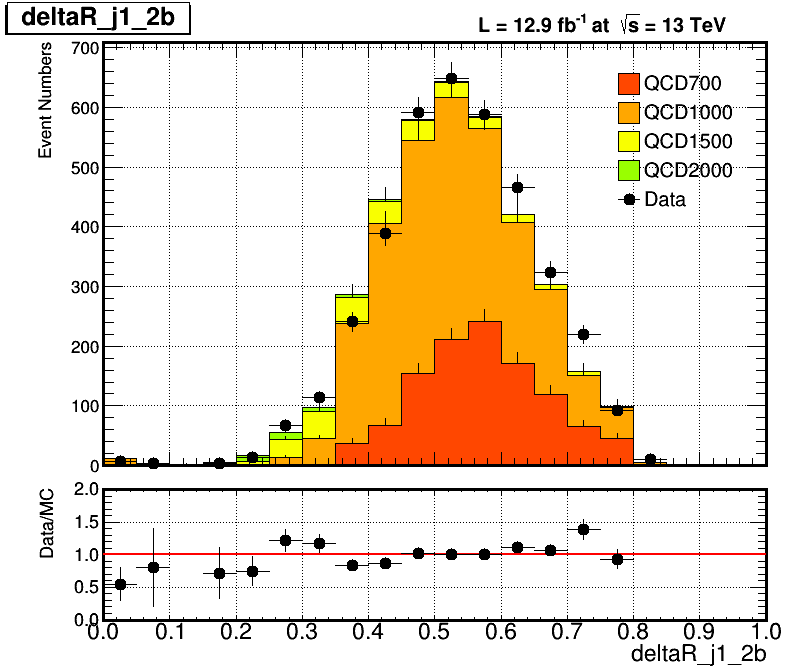 deltaR_j1_2b
L = 12.9 fb⁻¹ at √s = 13 TeV
Event Numbers
700
600
500
400
300
200
100
0
QCD700
QCD1000
QCD1500
QCD2000
Data
Data/MC
2.0
1.5
1.0
0.5
0.0
0.0 0.1 0.2 0.3 0.4 0.5 0.6 0.7 0.8 0.9 1.0
deltaR_j1_2b